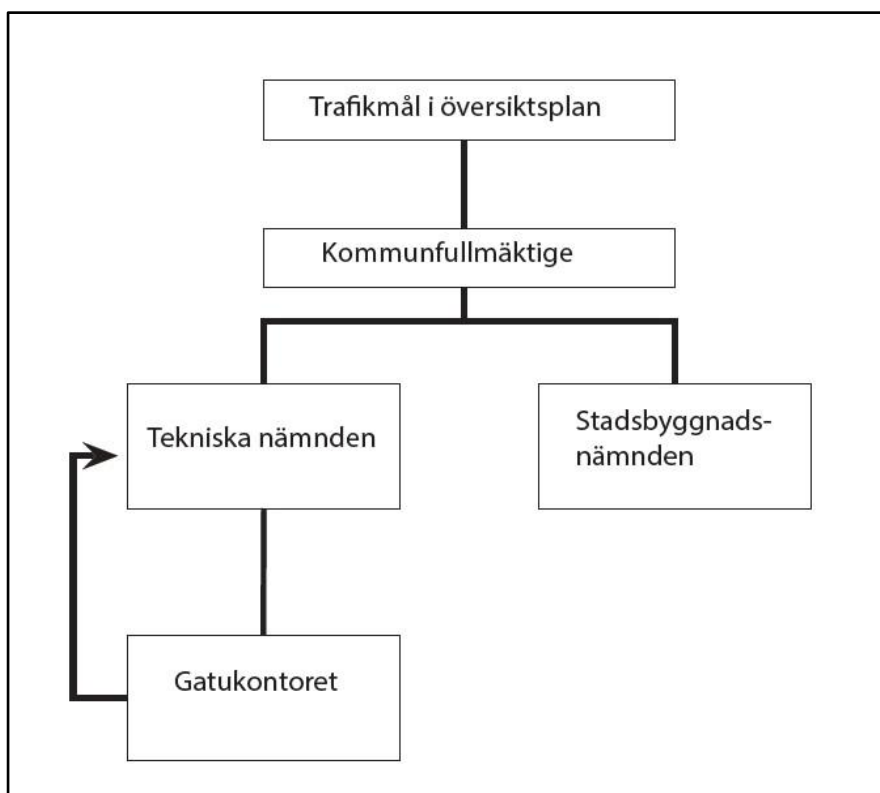 Trafikmål i översiktsplan
Kommunfullmäktige
Tekniska nämnden
Stadsbyggnads-
nämnden
Gatukontoret